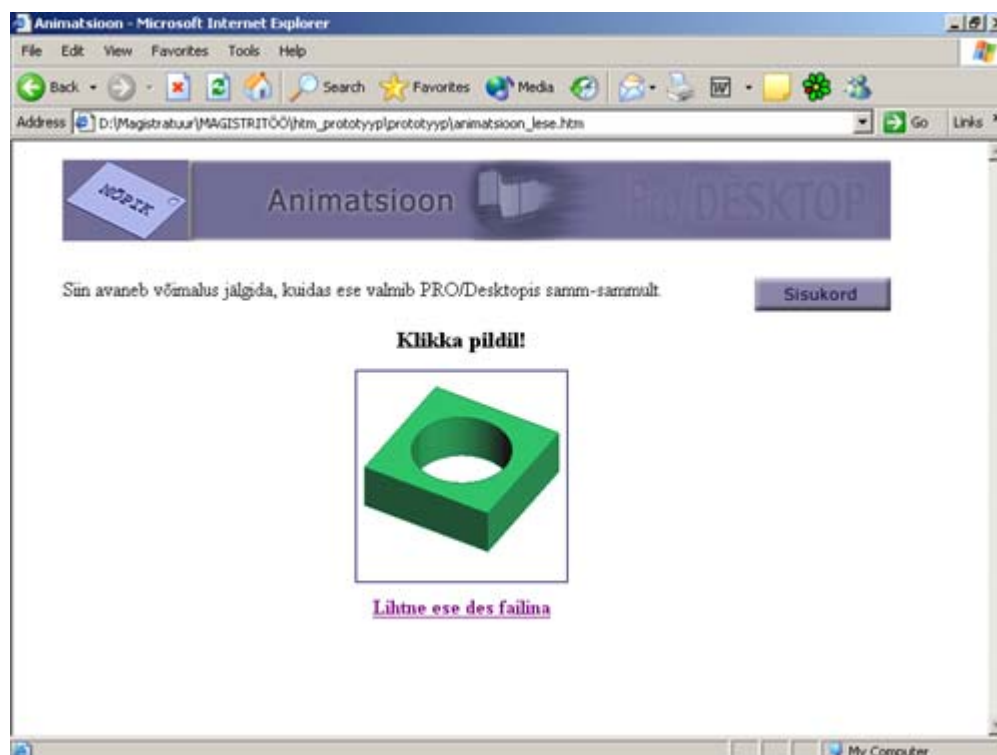 Animatsioon - Microsoft Internet Explorer
File Edit View Favorites Tools Help
Back Search Favorites Media
Address D:\Magistratuur\MAGISTRITÖÖ\htm_prototyyp\prototyyp\animatsioon_lese.htm Go Links
NÖPIK Animatsioon Pro/DESKTOP
Siin avaneb võimalus jälgida, kuidas ese valmib PRO/Desktopis samm-sammult
Sisukord
Klikka pildil!
Lihtne ese des failina
My Computer